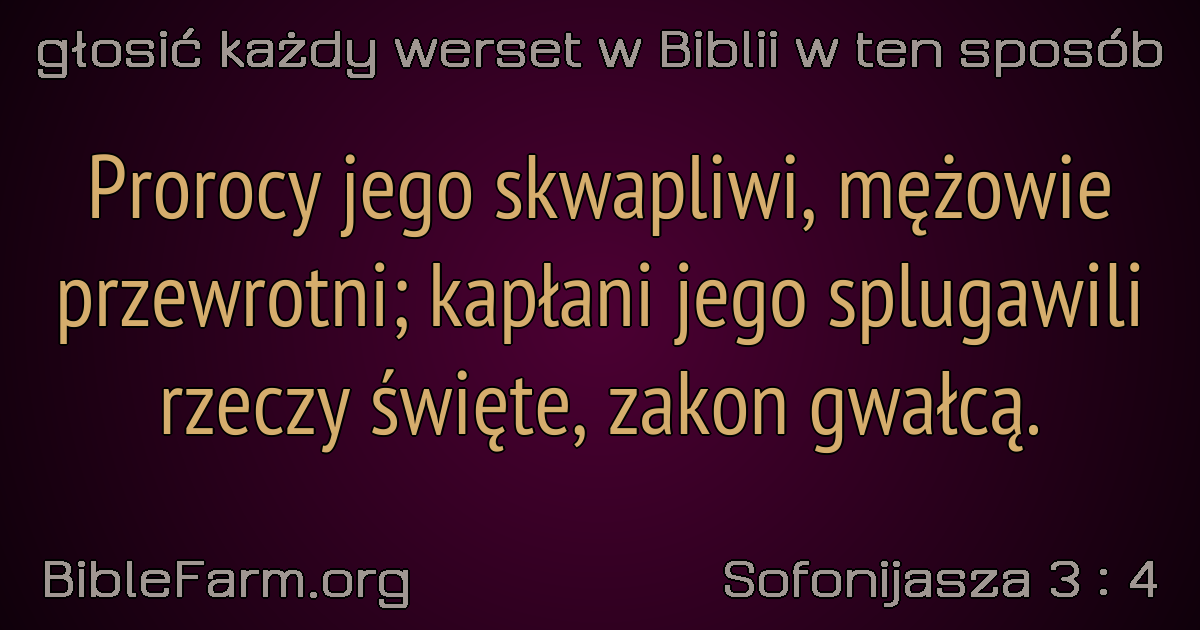 głosić każdy werset w Biblii w ten sposób
Prorocy jego skwapliwi, mężowie
przewrotni; kapłani jego splugawili
rzeczy święte, zakon gwałcą.
BibleFarm.org
Sofonijasza 3 : 4